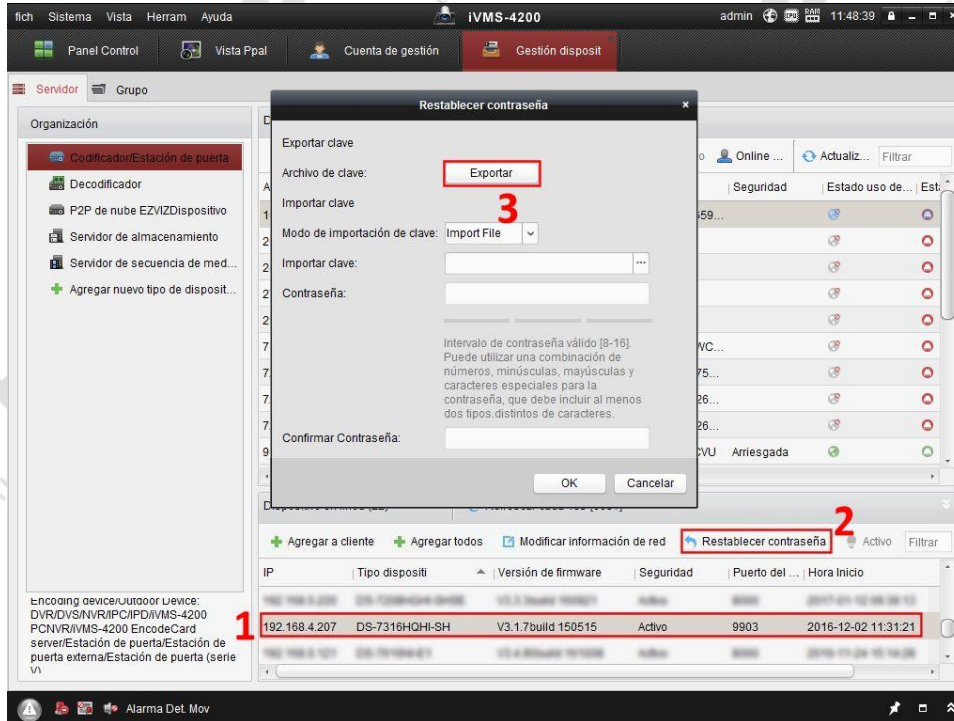 fich Sistema Vista Herram Ayuda iVMS-4200 admin 11:48:39
Panel Control Vista Ppal Cuenta de gestión Gestión disposit
Servidor Grupo
Organización
Codificador/Estación de puerta
Decodificador
P2P de nube EZVIZDispositivo
Servidor de almacenamiento
Servidor de secuencia de med...
Agregar nuevo tipo de disposit...
Encoding device/Outdoor Device:
DVR/DVS/NVR/IPC/IPD/iVMS-4200
PCNVR/iVMS-4200 EncodeCard
server/Estación de puerta/Estación de
puerta externa/Estación de puerta (serie
V)
Online ... Actualiz... Filtrar
Seguridad Estado uso de... Est
Arriesgada
Restablecer contraseña
Exportar clave
Archivo de clave: Exportar
3
Importar clave
Modo de importación de clave: Import File
Importar clave: ...
Contraseña:
Intervalo de contraseña válido [8-16].
Puede utilizar una combinación de
números, minúsculas, mayúsculas y
caracteres especiales para la
contraseña, que debe incluir al menos
dos tipos.distintos de caracteres.
Confirmar Contraseña:
OK Cancelar
2
Agregar a cliente Agregar todos Modificar información de red Restablecer contraseña Activo Filtrar
IP Tipo dispositi Versión de firmware Seguridad Puerto del ... Hora Inicio
1
192.168.4.207 DS-7316HQHI-SH V3.1.7build 150515 Activo 9903 2016-12-02 11:31:21
Alarma Det. Mov